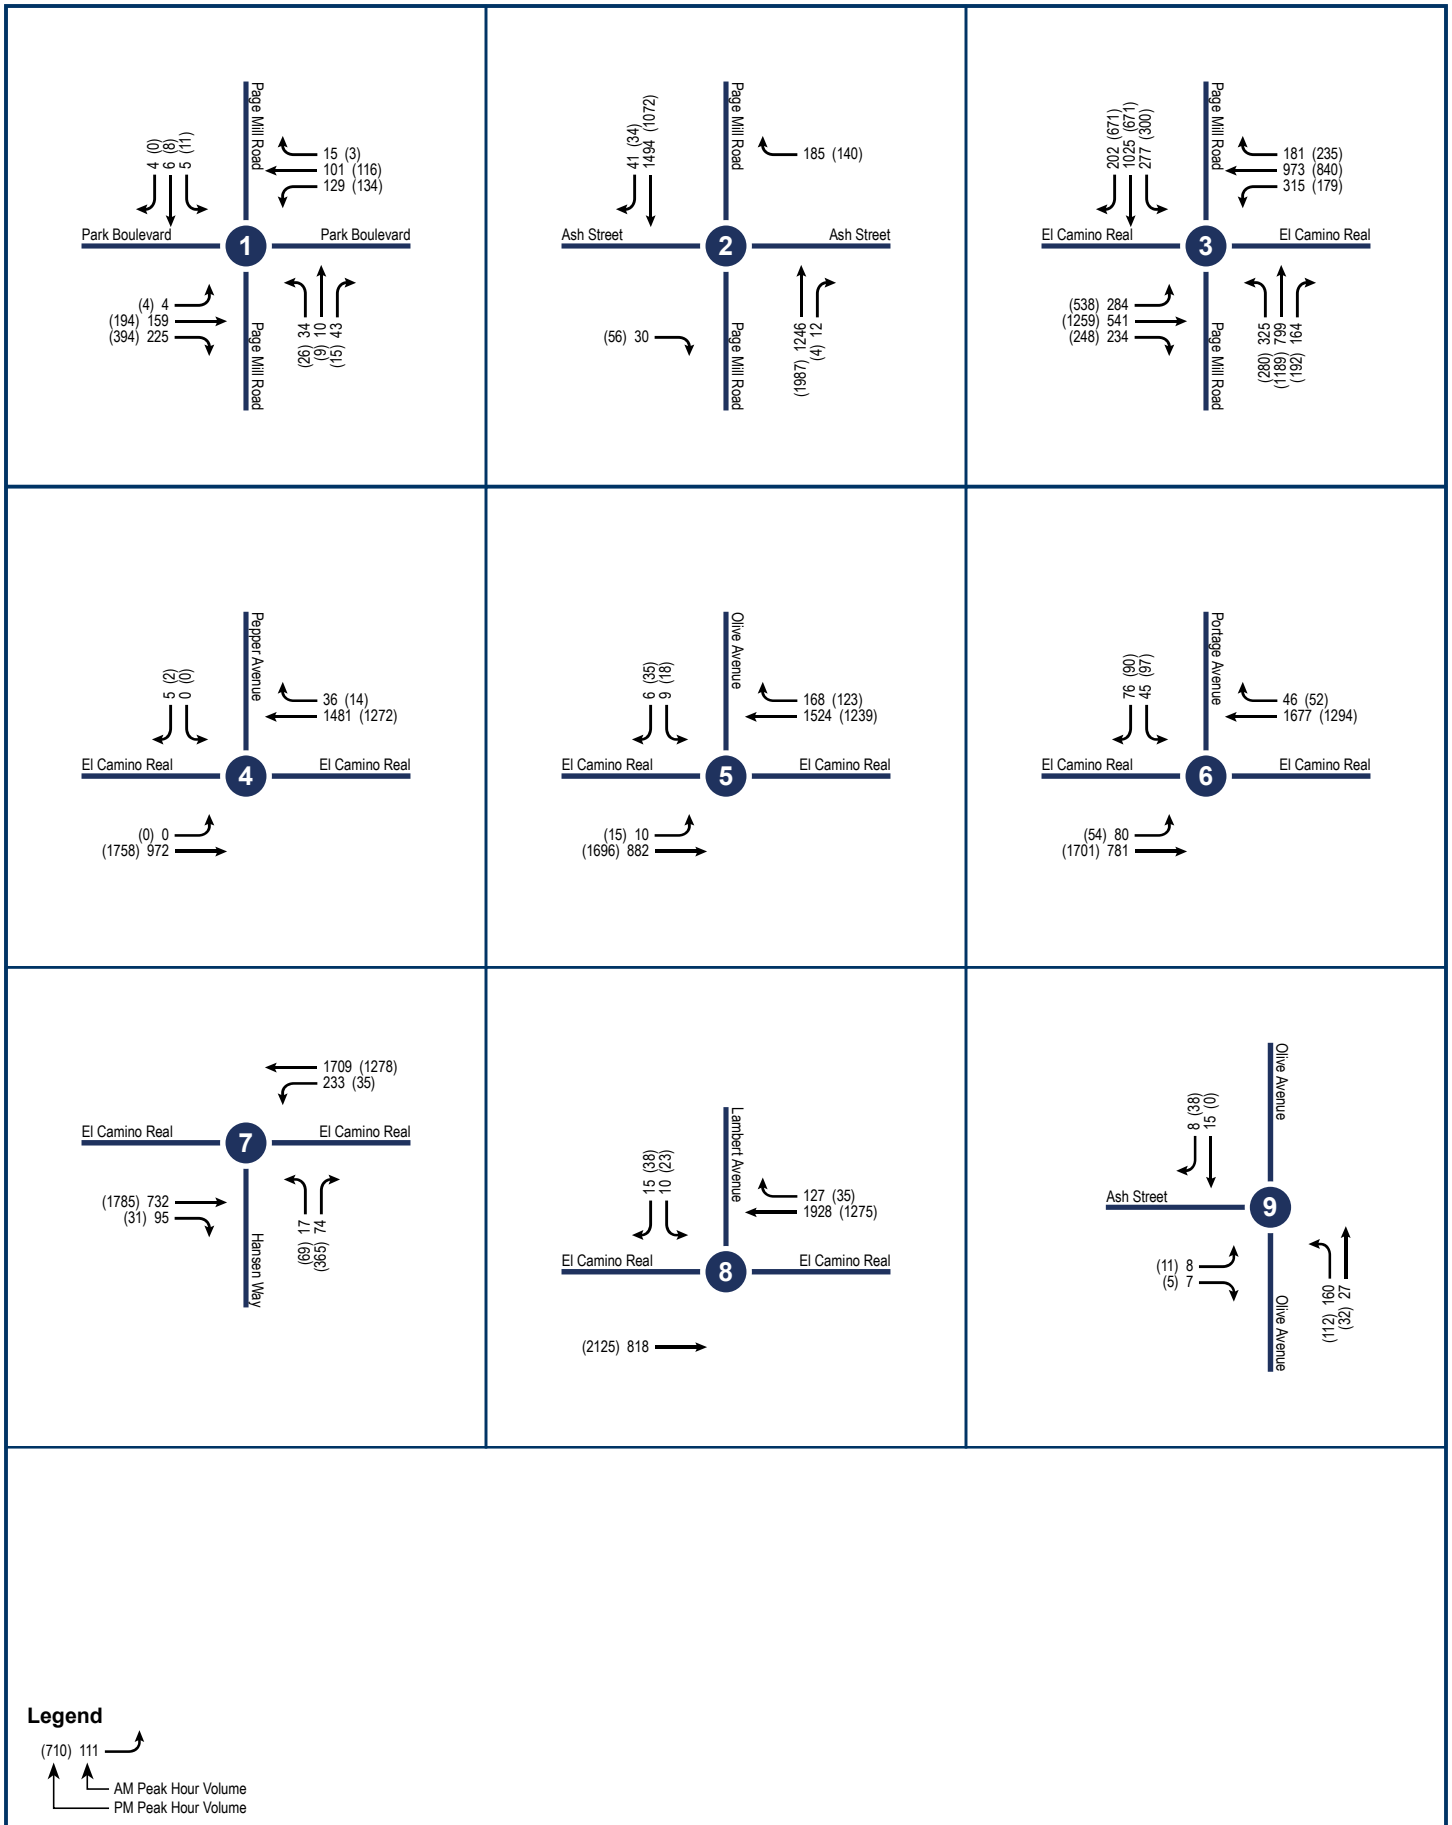 Page Mill Road
4 (0)
6 (8)
5 (11)
15 (3)
101 (116)
129 (134)
Park Boulevard
1
Park Boulevard
(4) 4
(194) 159
(394) 225
(26) 34
(9) 10
(15) 43
Page Mill Road
Page Mill Road
41 (34)
1494 (1072)
185 (140)
Ash Street
2
Ash Street
(56) 30
(1987) 1246
(4) 12
Page Mill Road
Page Mill Road
202 (671)
1025 (671)
277 (300)
181 (235)
973 (840)
315 (179)
El Camino Real
3
El Camino Real
(538) 284
(1259) 541
(248) 234
(280) 325
(1189) 799
(192) 164
Page Mill Road
Pepper Avenue
5 (2)
0 (0)
36 (14)
1481 (1272)
El Camino Real
4
El Camino Real
(0) 0
(1758) 972
Olive Avenue
6 (35)
9 (18)
168 (123)
1524 (1239)
El Camino Real
5
El Camino Real
(15) 10
(1696) 882
Portage Avenue
76 (90)
45 (97)
46 (52)
1677 (1294)
El Camino Real
6
El Camino Real
(54) 80
(1701) 781
1709 (1278)
233 (35)
El Camino Real
7
El Camino Real
(1785) 732
(31) 95
(69) 17
(365) 74
Hansen Way
Lambert Avenue
15 (38)
10 (23)
127 (35)
1928 (1275)
El Camino Real
8
El Camino Real
(2125) 818
Olive Avenue
8 (38)
15 (0)
Ash Street
9
(11) 8
(5) 7
(112) 160
(32) 27
Olive Avenue
Legend
(710) 111
AM Peak Hour Volume
PM Peak Hour Volume